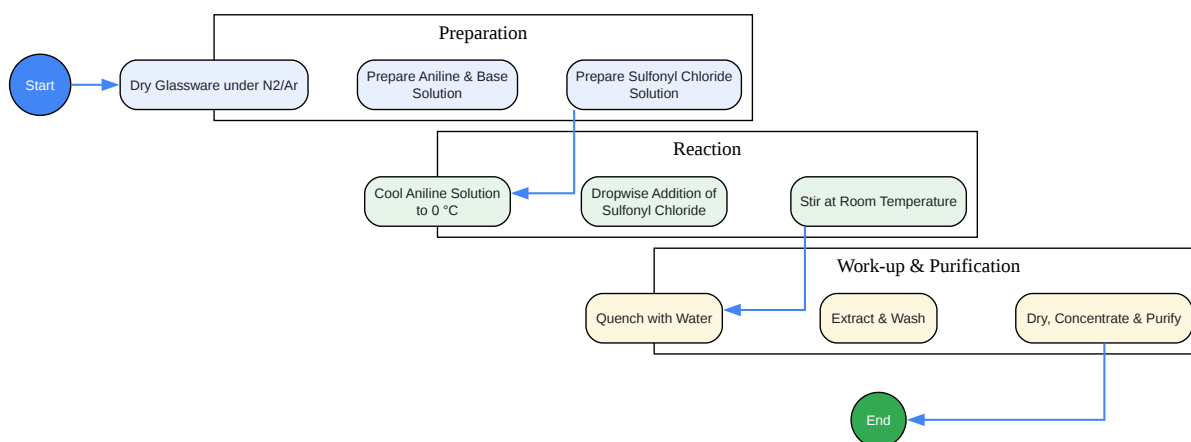 Preparation
Start
Dry Glassware under N2/Ar
Prepare Aniline & Base
Solution
Prepare Sulfonyl Chloride
Solution
Reaction
Cool Aniline Solution
to 0 °C
Dropwise Addition of
Sulfonyl Chloride
Stir at Room Temperature
Work-up & Purification
Quench with Water
Extract & Wash
Dry, Concentrate & Purify
End